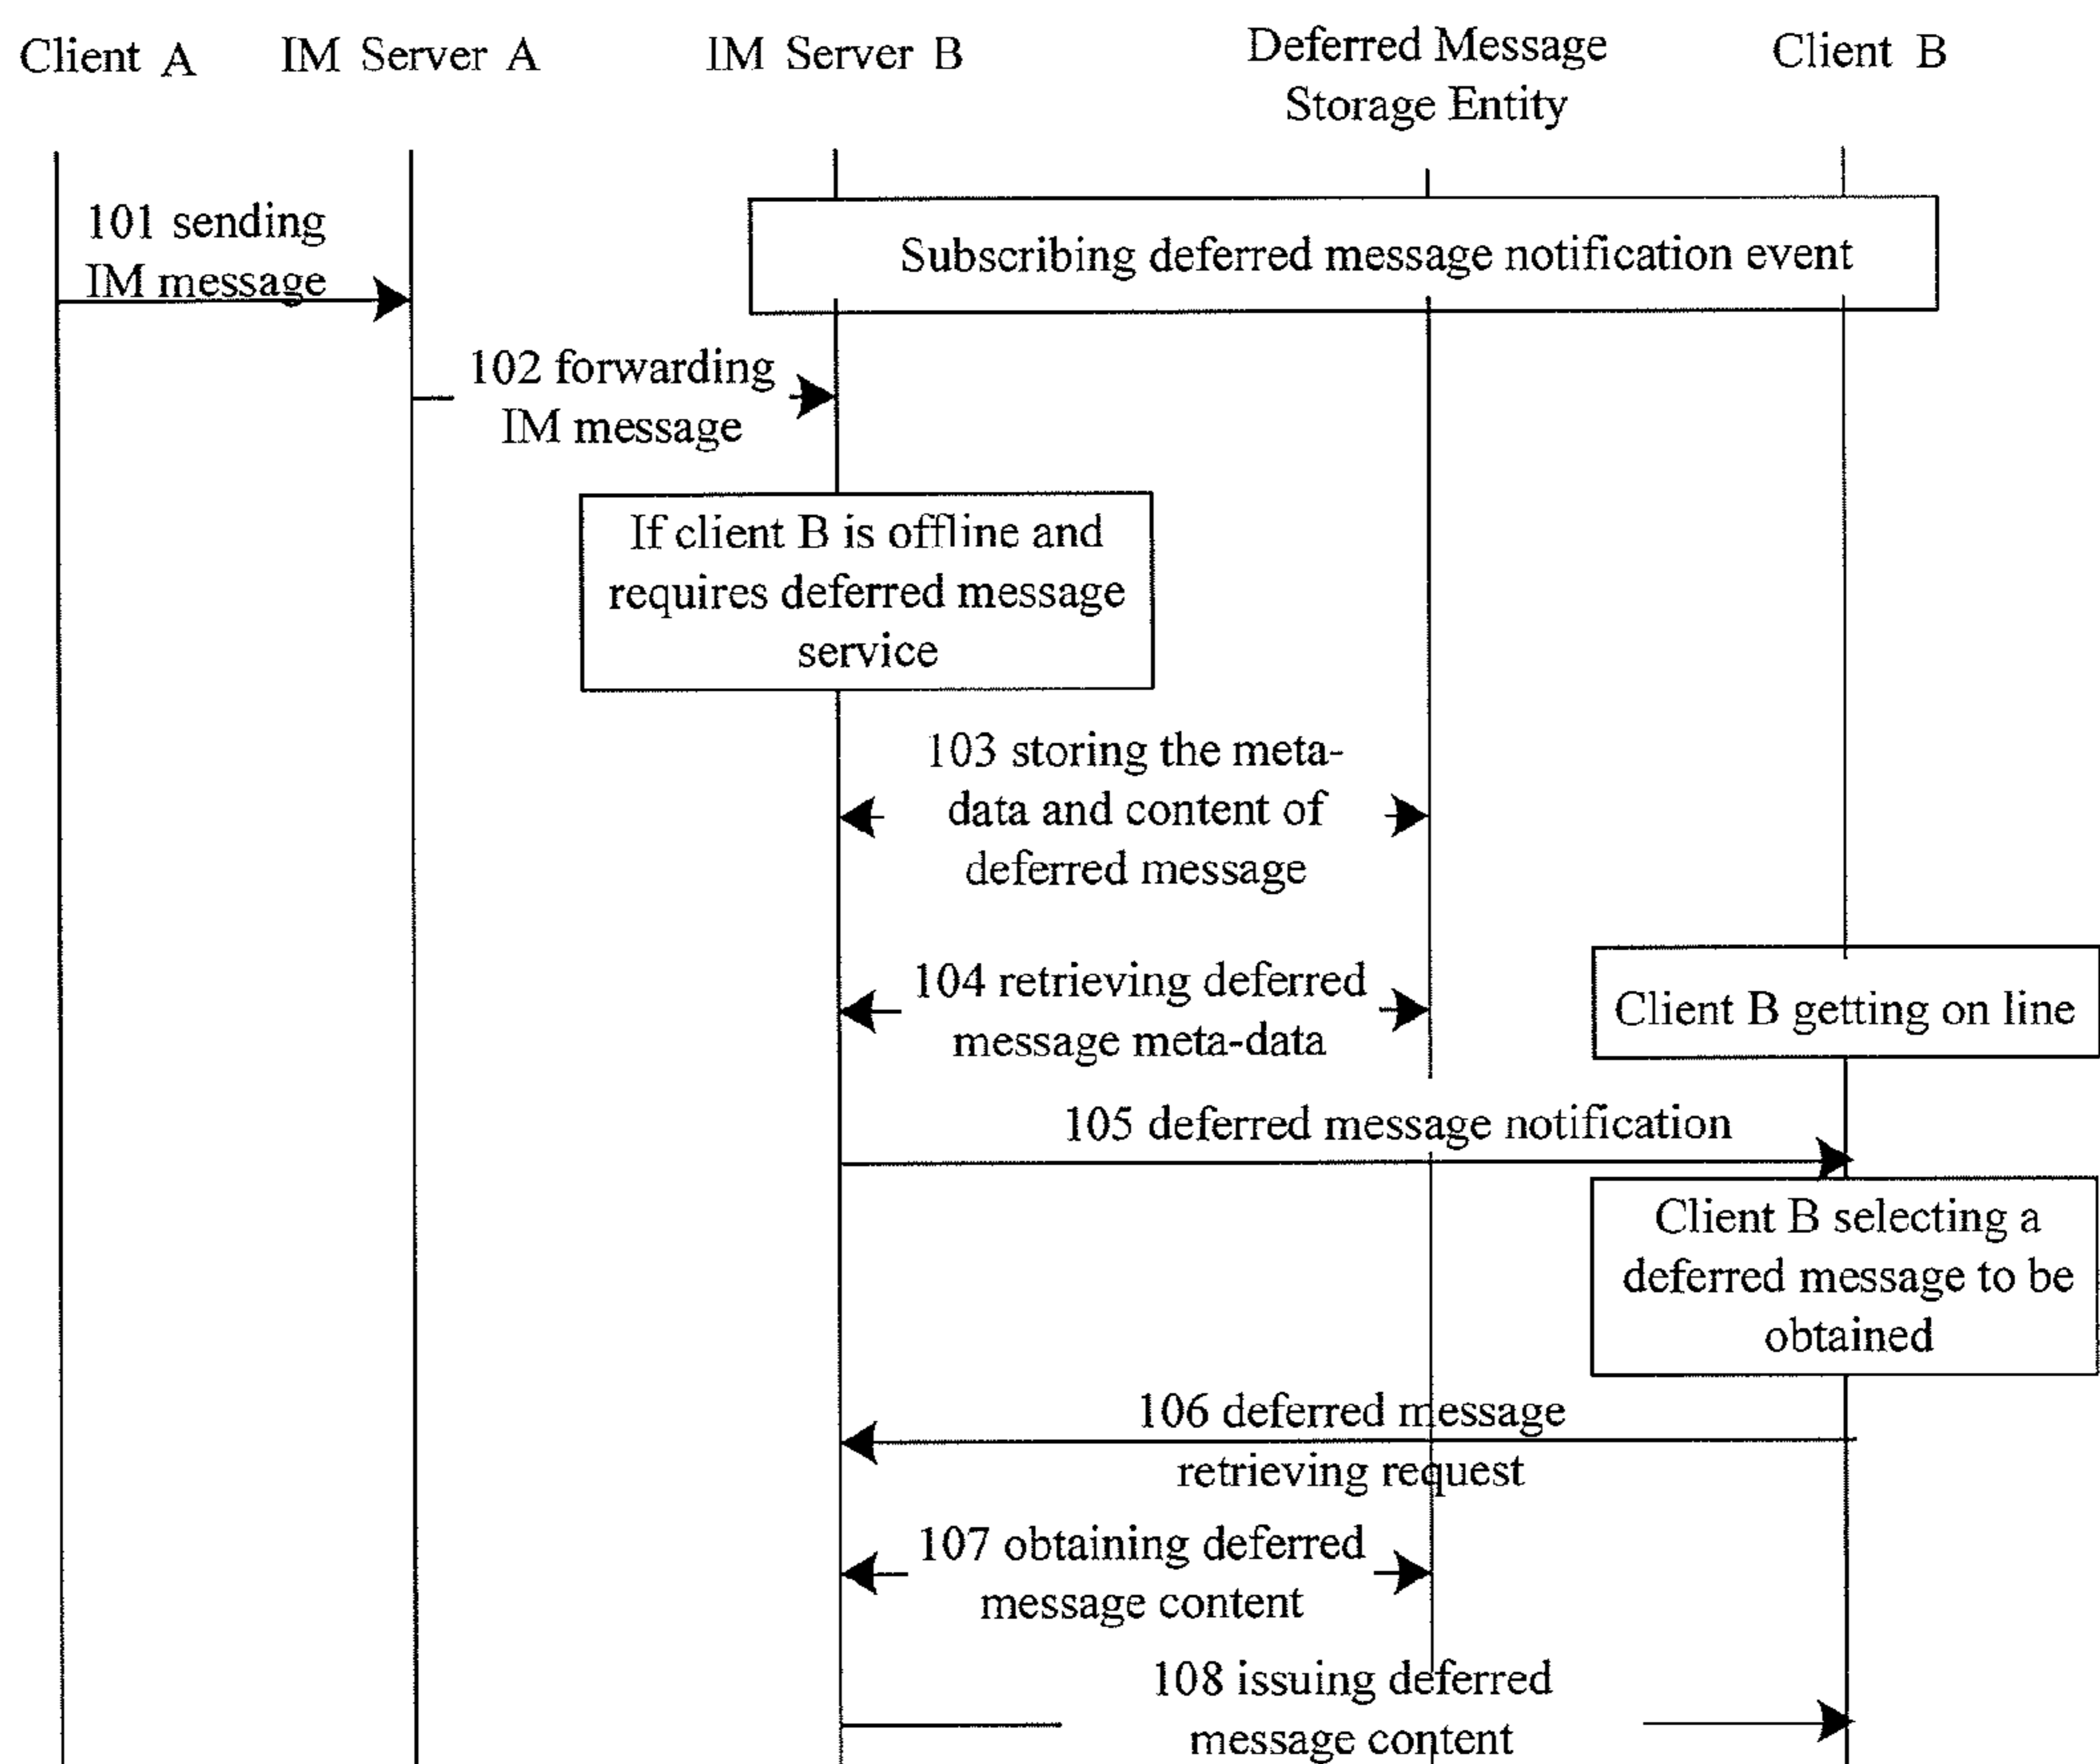 Client A
IM Server A
IM Server B
Deferred Message
Storage Entity
Client B
101 sending
IM message
Subscribing deferred message notification event
102 forwarding
IM message
If client B is offline and
requires deferred message
service
103 storing the meta-
data and content of
deferred message
104 retrieving deferred
message meta-data
Client B getting on line
105 deferred message notification
Client B selecting a
deferred message to be
obtained
106 deferred message
retrieving request
107 obtaining deferred
message content
108 issuing deferred
message content